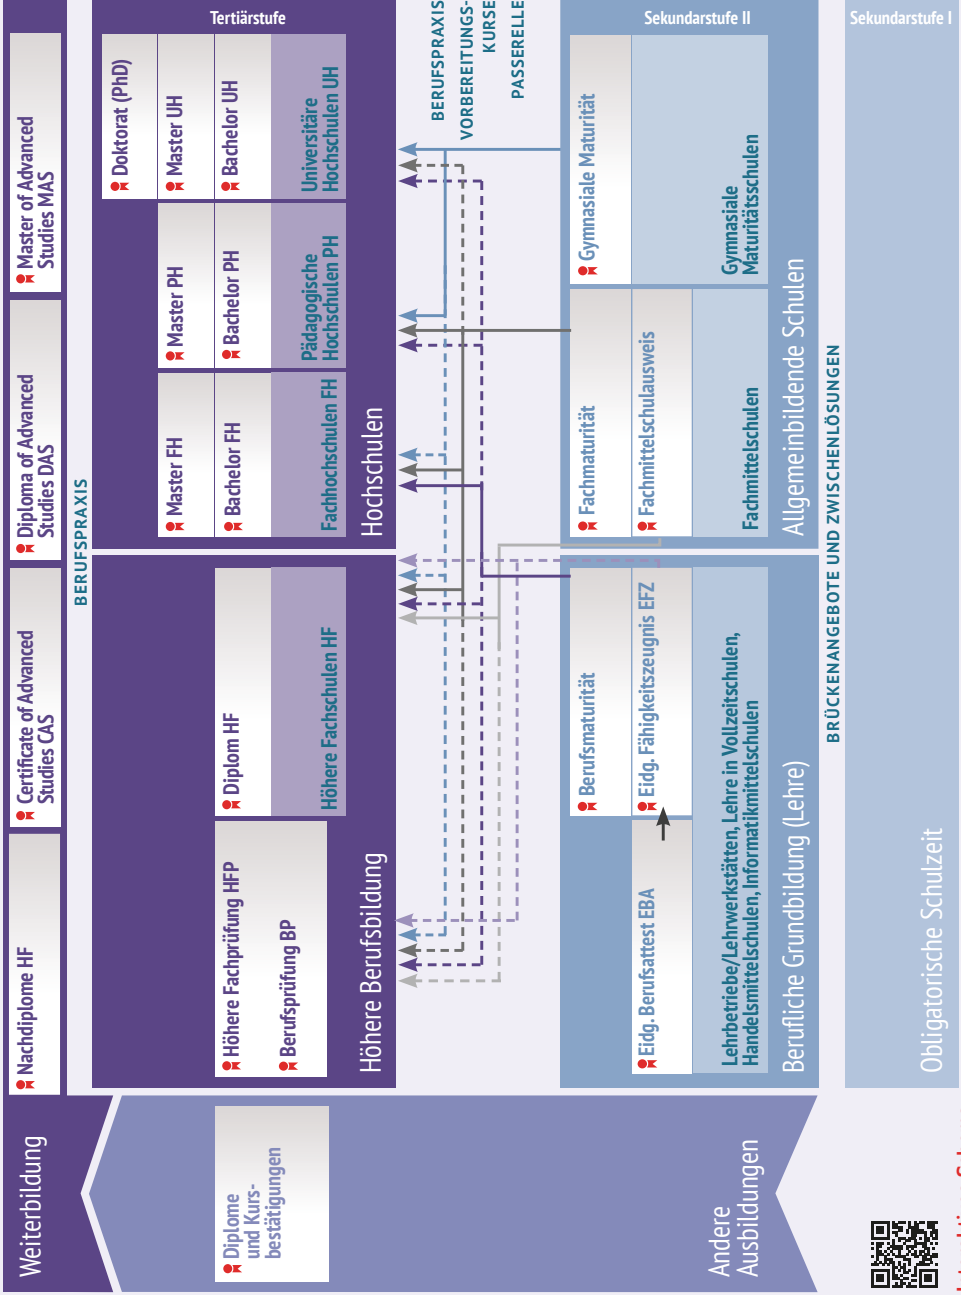 Weiterbildung
Nachdiplome HF
Certificate of Advanced
Studies CAS
Diploma of Advanced
Studies DAS
Master of Advanced
Studies MAS
BERUFSPRAXIS
Tertiärstufe
Diplome
und Kurs-
bestätigungen
Höhere Fachprüfung HFP
Berufsprüfung BP
Diplom HF
Höhere Fachschulen HF
Höhere Berufsbildung
Master FH
Bachelor FH
Fachhochschulen FH
Master PH
Bachelor PH
Pädagogische
Hochschulen PH
Doktorat (PhD)
Master UH
Bachelor UH
Universitäre
Hochschulen UH
Hochschulen
BERUFSPRAXIS
VORBEREITUNGS-
KURSE
PASSERELLE
Sekundarstufe II
Berufsmaturität
Eidg. Berufsattest EBA
Eidg. Fähigkeitszeugnis EFZ
Lehrbetriebe/Lehrwerkstätten, Lehre in Vollzeitschulen,
Handelsmittelschulen, Informatikmittelschulen
Berufliche Grundbildung (Lehre)
Fachmaturität
Fachmittelschulausweis
Fachmittelschulen
Gymnasiale Maturität
Gymnasiale
Maturitätsschulen
Allgemeinbildende Schulen
Andere
Ausbildungen
BRÜCKENANGEBOTE UND ZWISCHENLÖSUNGEN
Sekundarstufe I
Obligatorische Schulzeit